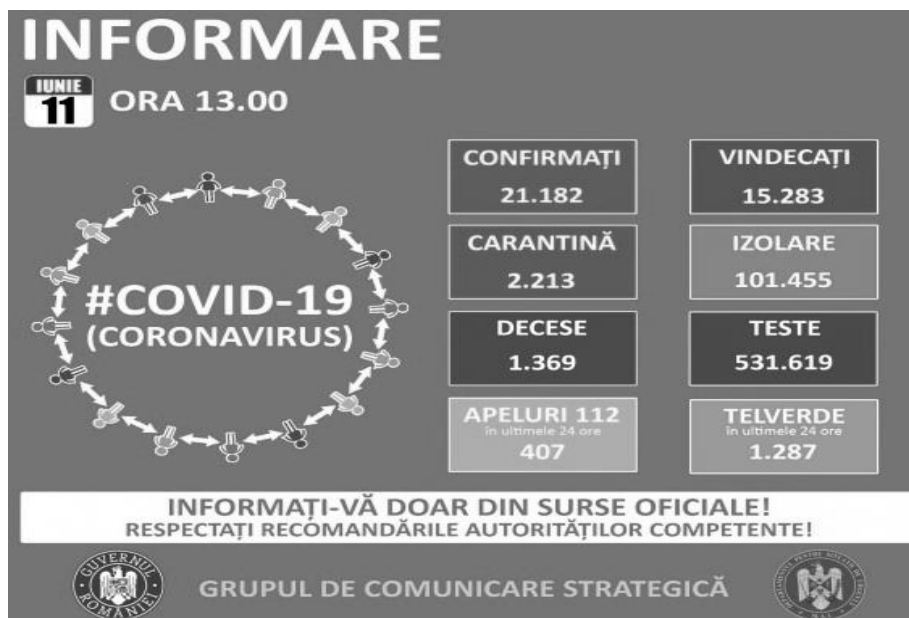 INFORMARE
IUNIE
11
ORA 13.00
CONFIRMAȚI
21.182
VINDECAȚI
15.283
CARANTINĂ
2.213
IZOLARE
101.455
#COVID-19
(CORONAVIRUS)
DECESE
1.369
TESTE
531.619
APELURI 112
în ultimele 24 ore
407
TELVERDE
în ultimele 24 ore
1.287
INFORMAȚI-VĂ DOAR DIN SURSE OFICIALE!
RESPECTAȚI RECOMANDĂRILE AUTORITĂȚILOR COMPETENTE!
GUVERNUL
ROMÂNIEI
GRUPUL DE COMUNICARE STRATEGICĂ